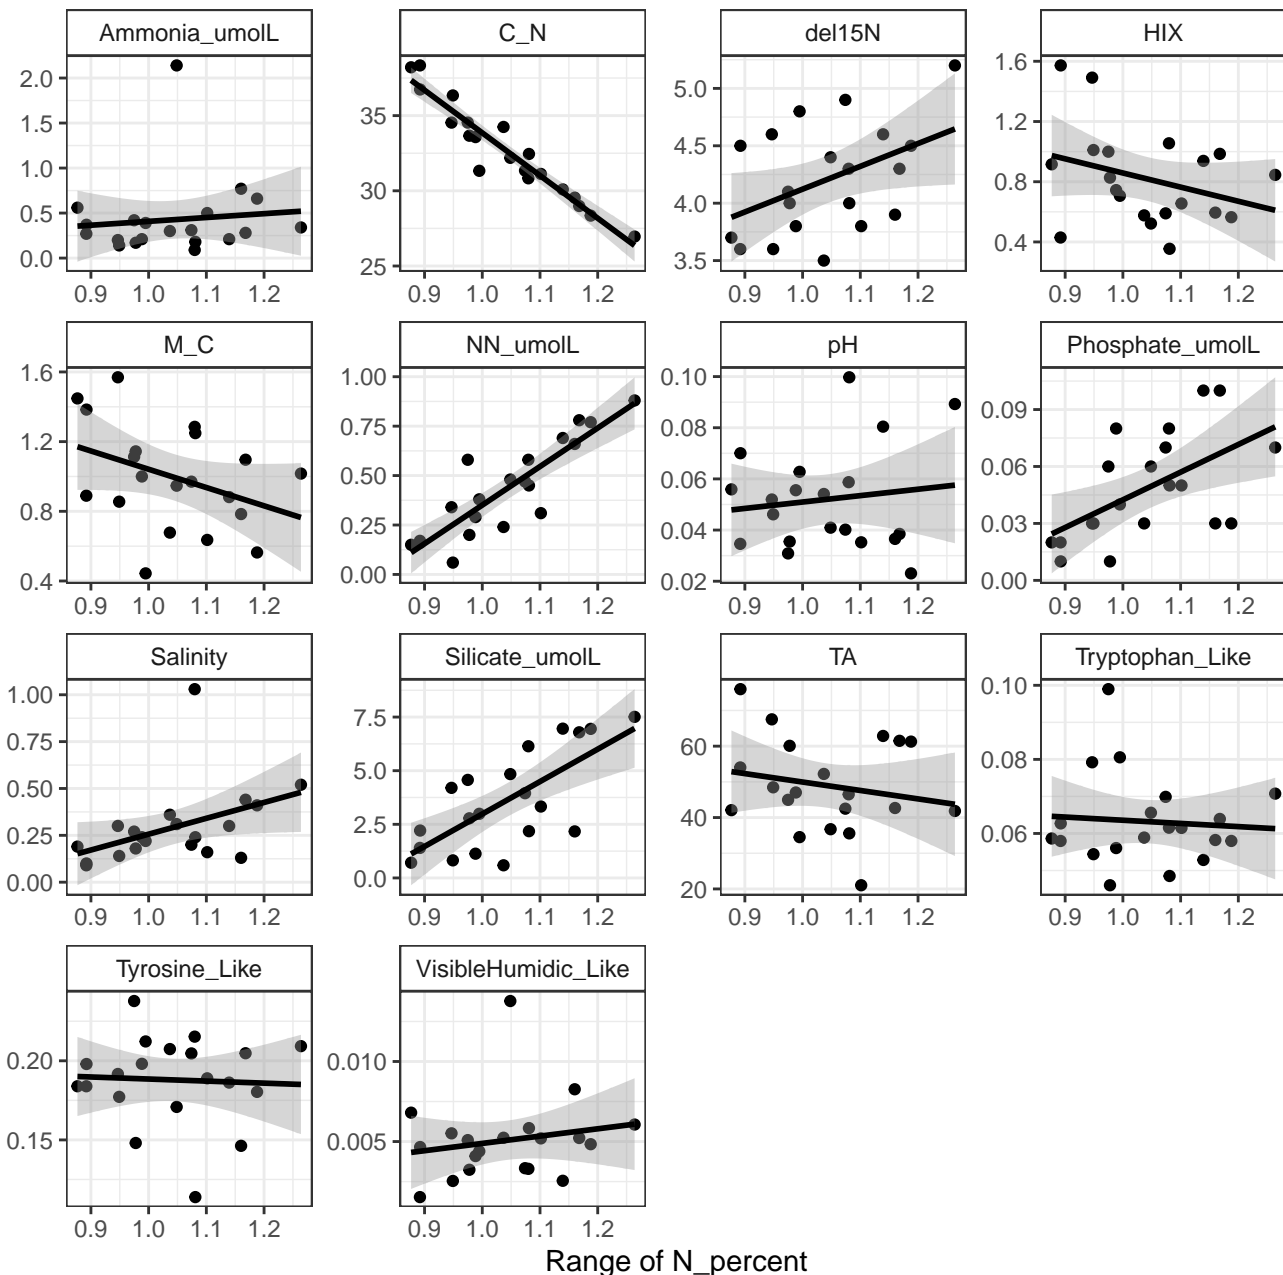 Ammonia_umolL C_N del15N HIX
2.0 1.5 1.0 0.5 0.0
35 30 25
5.0 4.5 4.0 3.5
1.6 1.2 0.8 0.4
0.9 1.0 1.1 1.2 0.9 1.0 1.1 1.2 0.9 1.0 1.1 1.2 0.9 1.0 1.1 1.2
M_C NN_umolL pH Phosphate_umolL
1.6 1.2 0.8 0.4
1.00 0.75 0.50 0.25 0.00
0.10 0.08 0.06 0.04 0.02
0.09 0.06 0.03 0.00
0.9 1.0 1.1 1.2 0.9 1.0 1.1 1.2 0.9 1.0 1.1 1.2 0.9 1.0 1.1 1.2
Salinity Silicate_umolL TA Tryptophan_Like
1.00 0.75 0.50 0.25 0.00
7.5 5.0 2.5 0.0
60 40 20
0.10 0.08 0.06
0.9 1.0 1.1 1.2 0.9 1.0 1.1 1.2 0.9 1.0 1.1 1.2 0.9 1.0 1.1 1.2
Tyrosine_Like VisibleHumidic_Like
0.20 0.15
0.010 0.005
0.9 1.0 1.1 1.2 0.9 1.0 1.1 1.2
Range of N_percent